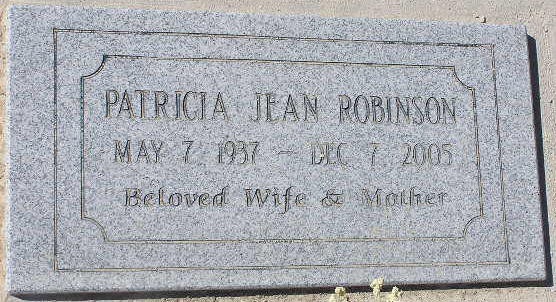 PATRICIA JEAN ROBINSON
MAY 7 1937 - DEC 7 2005
Beloved Wife & Mother